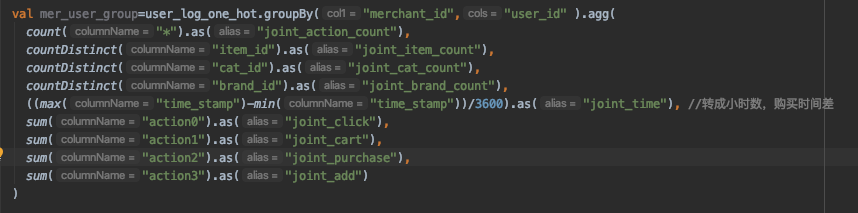 val mer_user_group=user_log_one_hot.groupBy( col1 = "merchant_id", cols = "user_id" ).agg(
count( columnName = "*").as( alias = "joint_action_count"),
countDistinct( columnName = "item_id").as( alias = "joint_item_count"),
countDistinct( columnName = "cat_id").as( alias = "joint_cat_count"),
countDistinct( columnName = "brand_id").as( alias = "joint_brand_count"),
((max( columnName = "time_stamp")-min( columnName = "time_stamp"))/3600).as( alias = "joint_time"), //转成小时数，购买时间差
sum( columnName = "action0").as( alias = "joint_click"),
sum( columnName = "action1").as( alias = "joint_cart"),
sum( columnName = "action2").as( alias = "joint_purchase"),
sum( columnName = "action3").as( alias = "joint_add")
)